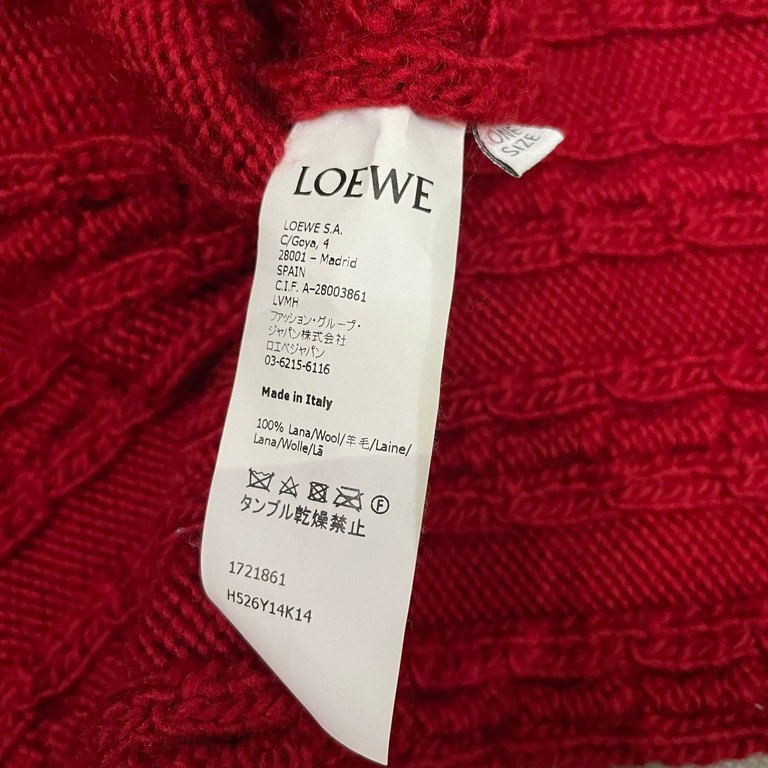 LOEWE
ONE
SIZE
LOEWE S.A.
C/Goya, 4
28001 – Madrid
SPAIN
C.I.F. A-28003861
LVMH
ファッション・グループ・
ジャパン株式会社
ロエベジャパン
03-6215-6116
Made in Italy
100% Lana/Wool/羊毛/Laine/
Lana/Wolle/Lã
F
タンブル乾燥禁止
1721861
H526Y14K14